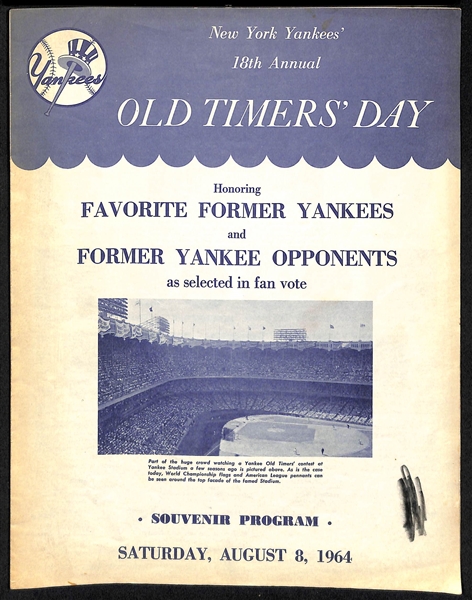 Yankees
New York Yankees'
18th Annual
OLD TIMERS' DAY
Honoring
FAVORITE FORMER YANKEES
and
FORMER YANKEE OPPONENTS
as selected in fan vote
Part of the huge crowd watching a Yankee Old Timers' contest at
Yankee Stadium a few seasons ago is pictured above. As is the case
today, World Championship flags and American League pennants can
be seen around the top facade of the famed Stadium.
• SOUVENIR PROGRAM •
SATURDAY, AUGUST 8, 1964